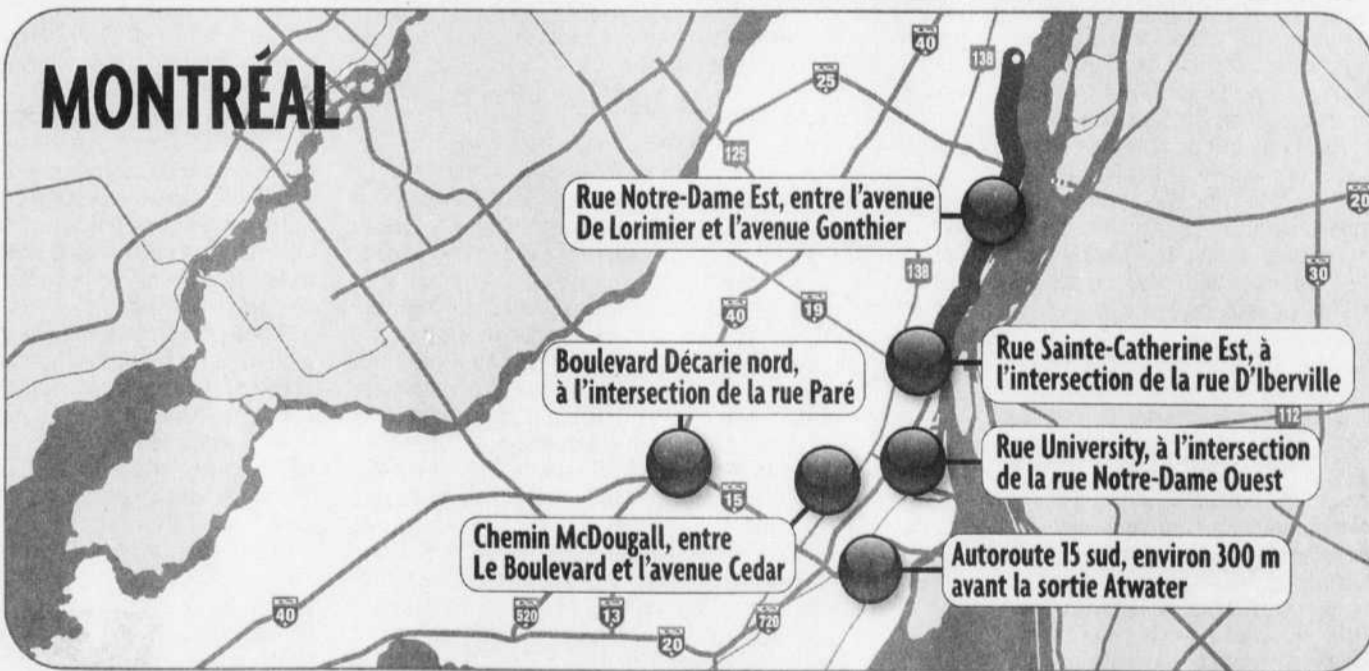 MONTRÉAL
40
138
25
125
20
Rue Notre-Dame Est, entre l'avenue
De Lorimier et l'avenue Gonthier
138
30
40
19
Boulevard Décarie nord,
à l'intersection de la rue Paré
Rue Sainte-Catherine Est, à
l'intersection de la rue D'Iberville
112
Rue University, à l'intersection
de la rue Notre-Dame Ouest
15
Chemin McDougall, entre
Le Boulevard et l'avenue Cedar
Autoroute 15 sud, environ 300 m
avant la sortie Atwater
40
520
13
20
720